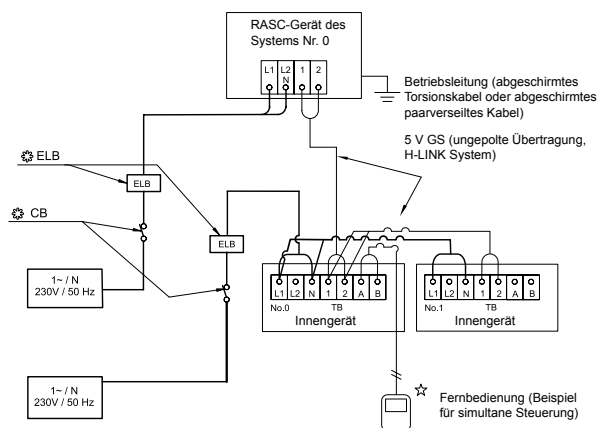 RASC-Gerät des
Systems Nr. 0
L1 L2 1 2
N
Betriebsleitung (abgeschirmtes
Torsionskabel oder abgeschirmtes
paarverseiltes Kabel)
5 V GS (ungepolte Übertragung,
H-LINK System)
ELB
ELB
CB
ELB
1~ / N
230V / 50 Hz
L1 L2 N 1 2 A B
No.0 TB
Innengerät
L1 L2 N 1 2 A B
No.1 TB
Innengerät
1~ / N
230V / 50 Hz
Fernbedienung (Beispiel
für simultane Steuerung)